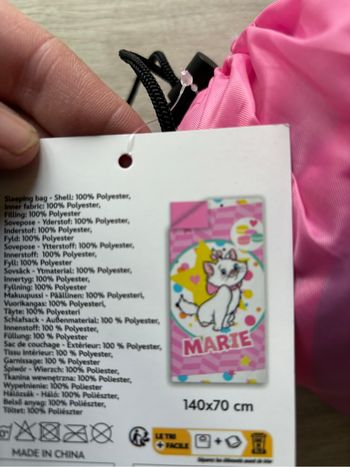 Sleeping bag - Shell: 100% Polyester,
Inner fabric: 100% Polyester,
Filling: 100% Polyester
Sovepose - Yderstof: 100% Polyester,
Inderstof: 100% Polyester,
Fyld: 100% Polyester
Sovepose - Ytterstoff: 100% Polyester,
Innerstoff: 100% Polyester,
Fyll: 100% Polyester
Sovsäck - Ytmaterial: 100% Polyester,
Innertyg: 100% Polyester,
Fyllning: 100% Polyester
Makuupussi - Päällinen: 100% Polyesteri,
Vuorikangas: 100% Polyesteri,
Täyte: 100% Polyesteri
Schlafsack - Außenmaterial: 100 % Polyester,
Innenstoff: 100 % Polyester,
Füllung: 100 % Polyester
Sac de couchage - Extérieur: 100 % Polyester,
Tissu intérieur: 100 % Polyester,
Garnissage: 100 % Polyester
Śpiwór - Wierzch: 100% Poliester,
Tkanina wewnętrzna: 100% Poliester,
Wypełnienie: 100% Poliester
Hálózsák - Háló: 100% Poliészter,
Belső anyag: 100% Poliészter,
Töltet: 100% Poliészter
MARIE
140x70 cm
LE TRI
+ FACILE
MADE IN CHINA